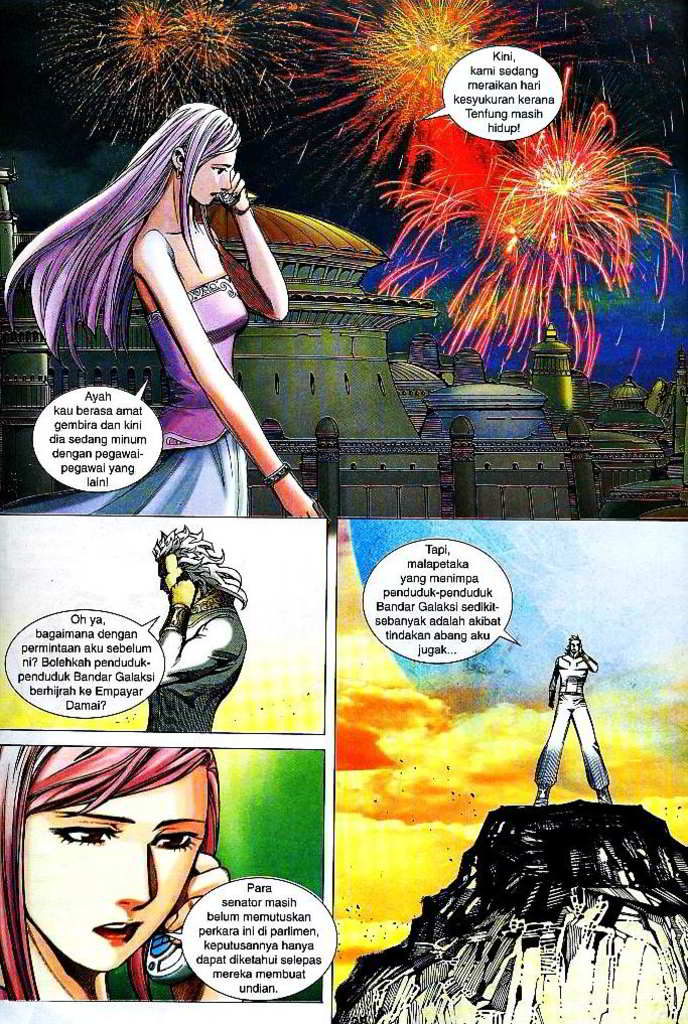 Kini,
kami sedang
meraikan hari
kesyukuran kerana
Tenfung masih
hidup!
Ayah
kau berasa amat
gembira dan kini
dia sedang minum
dengan pegawai-
pegawai yang
lain!
Oh ya,
bagaimana dengan
permintaan aku sebelum
ni? Bolehkah penduduk-
penduduk Bandar Galaksi
berhijrah ke Empayar
Damai?
Tapi,
malapetaka
yang menimpa
penduduk-penduduk
Bandar Galaksi sedikit-
sebanyak adalah akibat
tindakan abang aku
jugak...
Para
senator masih
belum memutuskan
perkara ini di parlimen,
keputusannya hanya
dapat diketahui selepas
mereka membuat
undian.